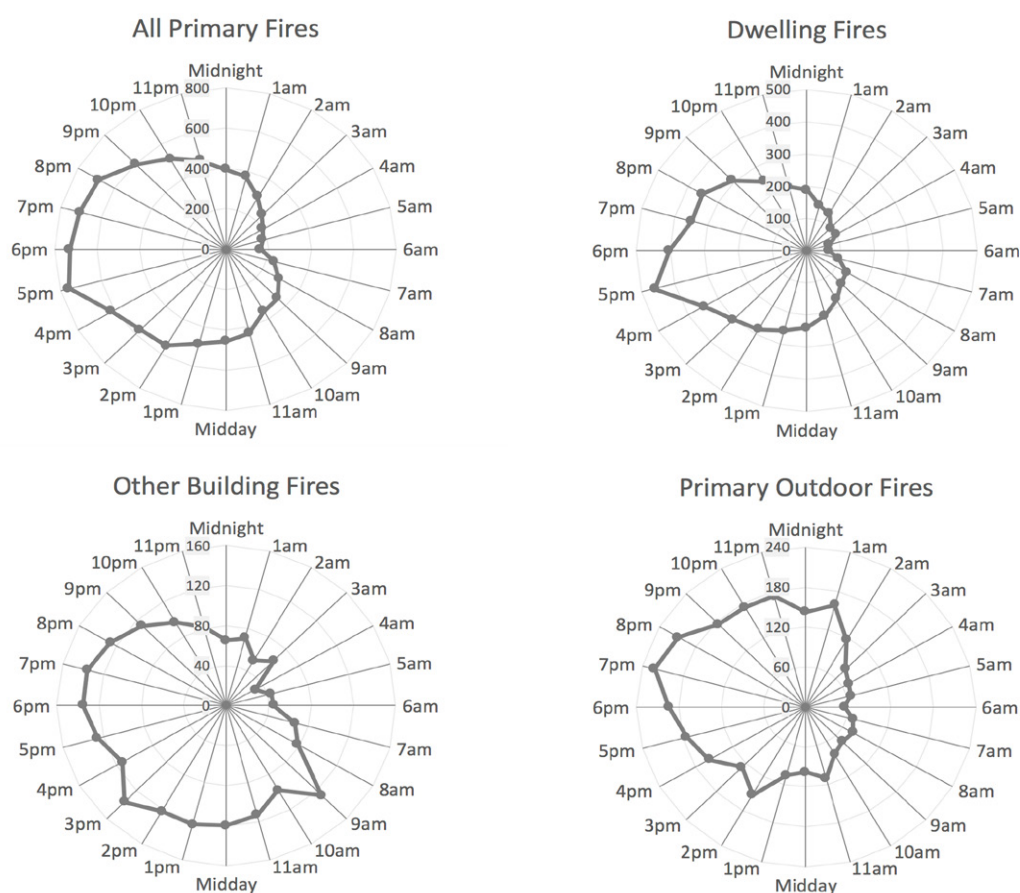 All Primary Fires
Midnight
11pm 800 1am
10pm 2am
9pm 600 3am
8pm 400 4am
7pm 200 5am
6pm 0 6am
5pm 7am
4pm 8am
3pm 9am
2pm 10am
1pm 11am
Midday
Dwelling Fires
Midnight
11pm 500 1am
10pm 400 2am
9pm 300 3am
8pm 200 4am
7pm 100 5am
6pm 0 6am
5pm 7am
4pm 8am
3pm 9am
2pm 10am
1pm 11am
Midday
Other Building Fires
Midnight
11pm 160 1am
10pm 120 2am
9pm 3am
8pm 80 4am
7pm 40 5am
6pm 0 6am
5pm 7am
4pm 8am
3pm 9am
2pm 10am
1pm 11am
Midday
Primary Outdoor Fires
Midnight
11pm 240 1am
10pm 180 2am
9pm 120 3am
8pm 4am
7pm 60 5am
6pm 0 6am
5pm 7am
4pm 8am
3pm 9am
2pm 10am
1pm 11am
Midday